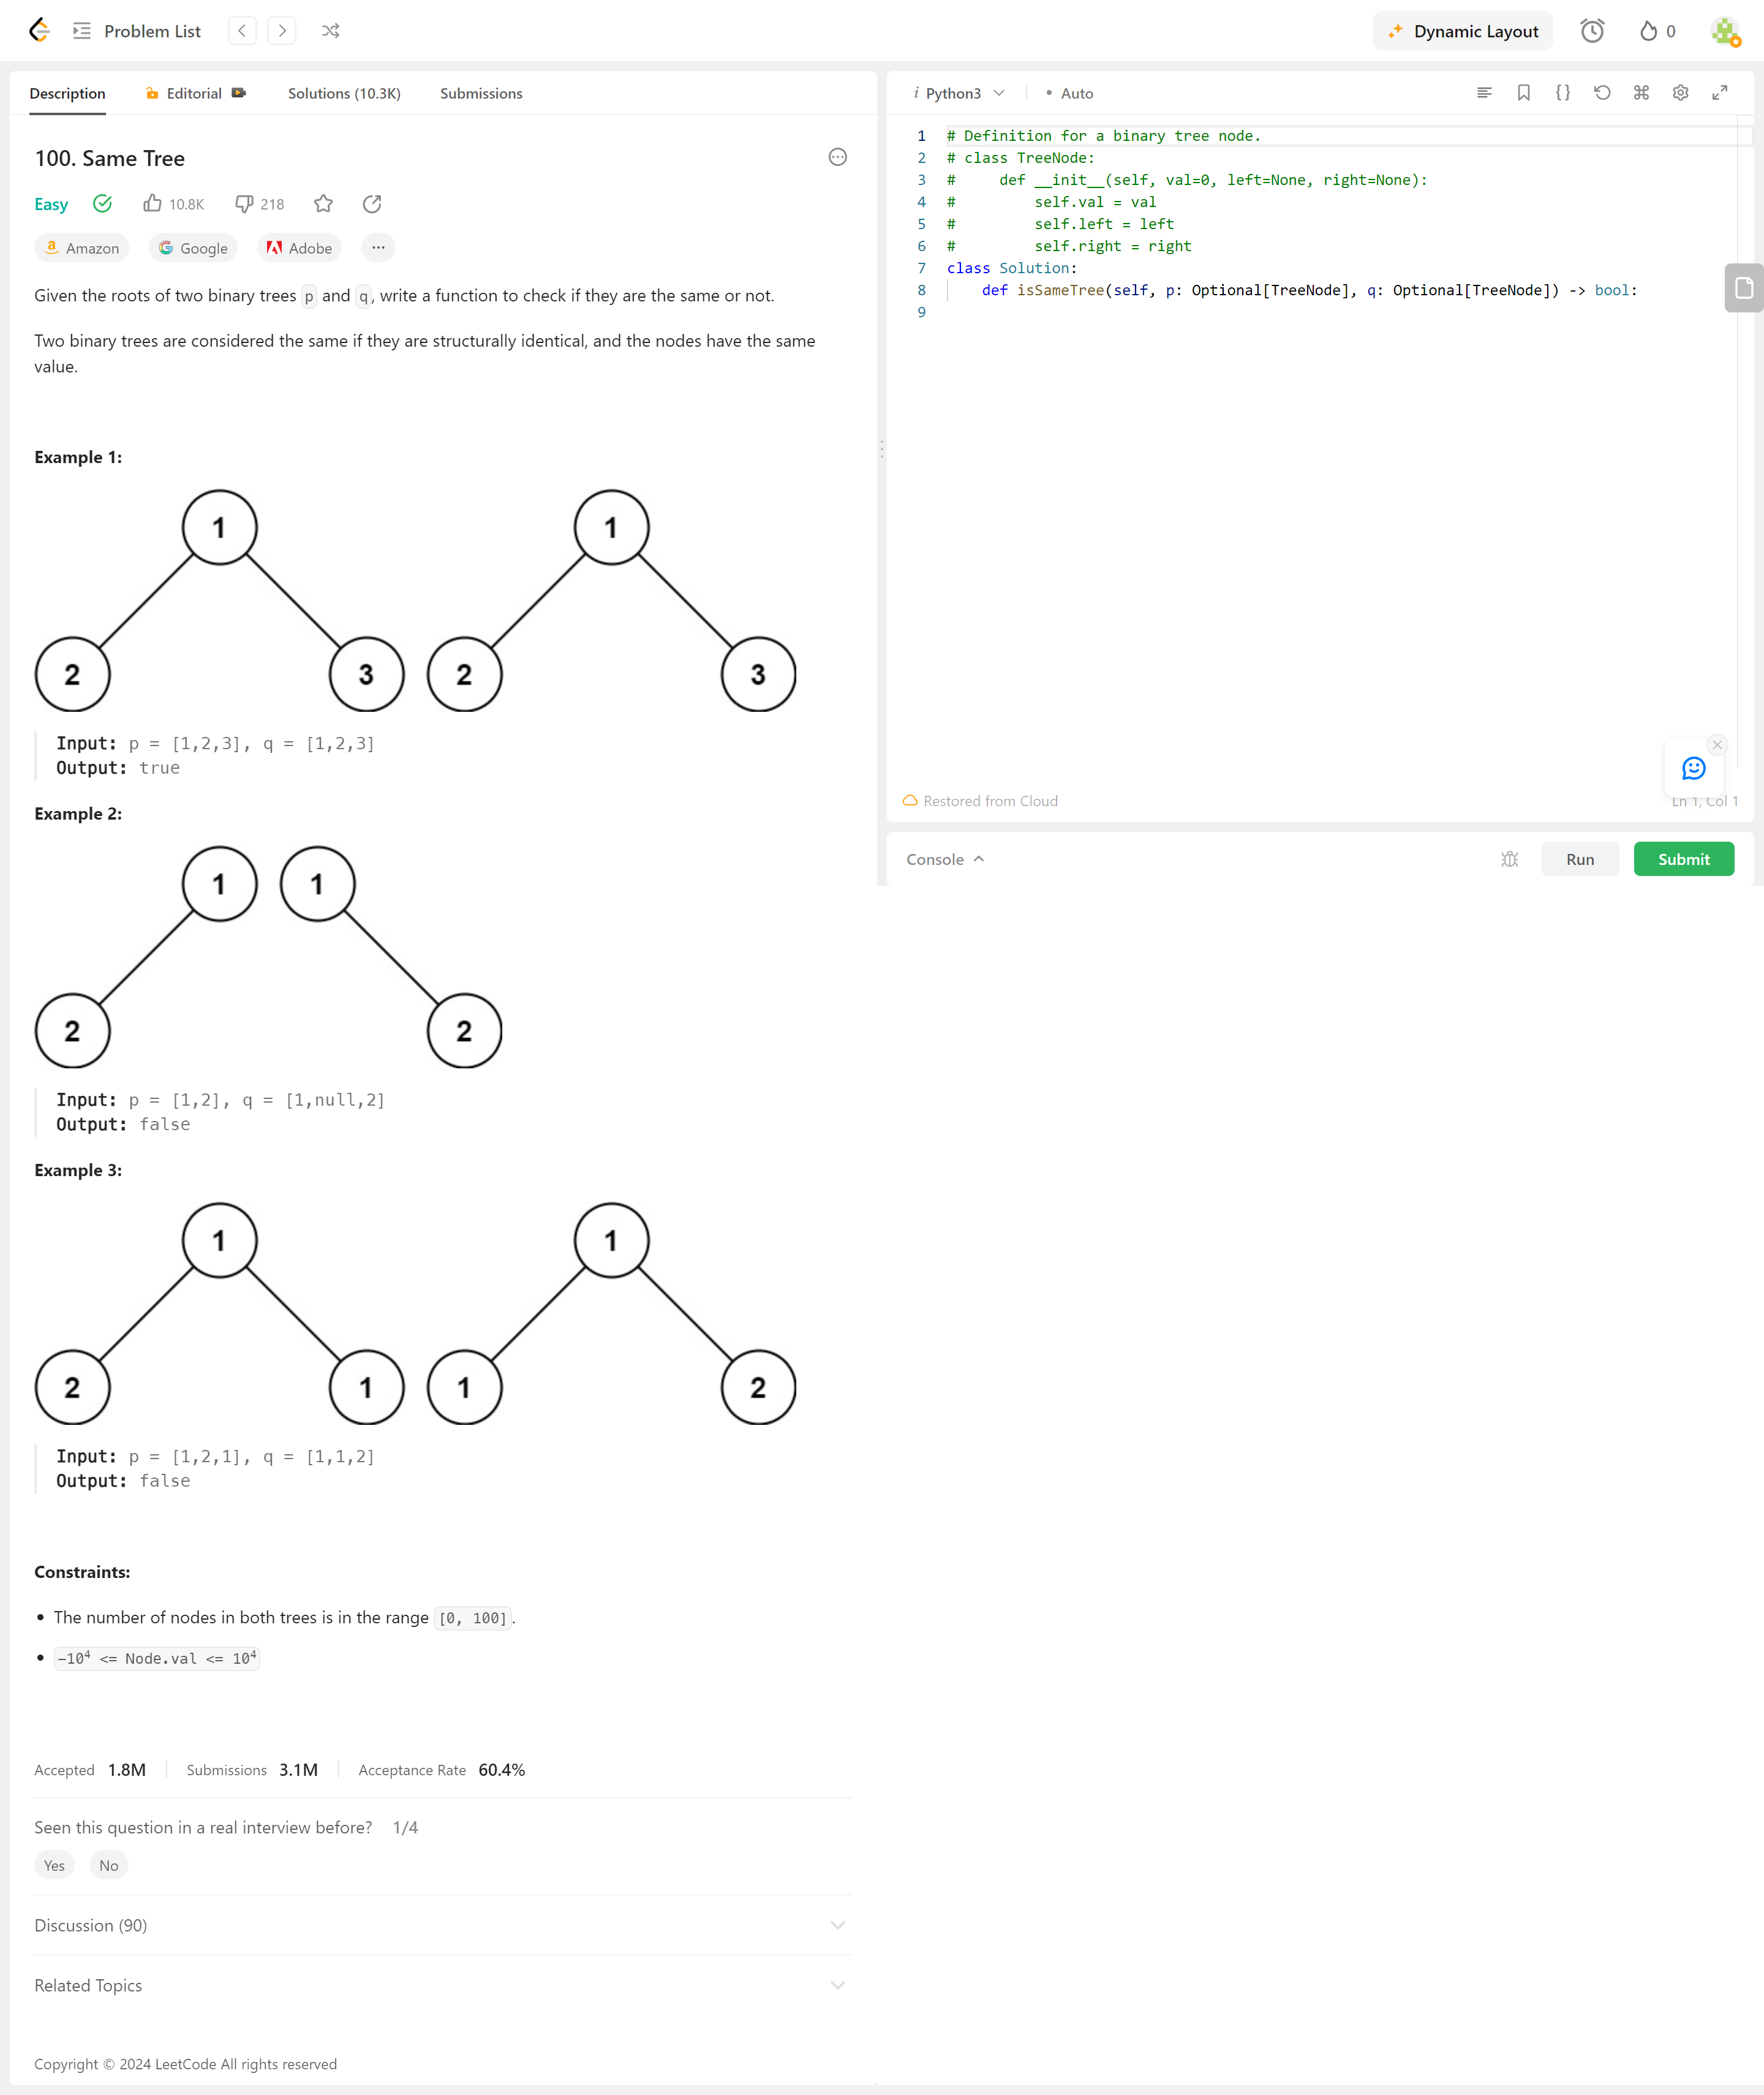 Problem List
Dynamic Layout
0
Description
Editorial
Solutions (10.3K)
Submissions
100. Same Tree
Easy
10.8K
218
Amazon
Google
Adobe
Given the roots of two binary trees p and q, write a function to check if they are the same or not.
Two binary trees are considered the same if they are structurally identical, and the nodes have the same
value.
Example 1:
1
1
2
3
2
3
Input: p = [1,2,3], q = [1,2,3]
Output: true
Example 2:
1
1
2
2
Input: p = [1,2], q = [1,null,2]
Output: false
Example 3:
1
1
2
1
1
2
Input: p = [1,2,1], q = [1,1,2]
Output: false
Constraints:
• The number of nodes in both trees is in the range [0, 100].
• -10⁴ <= Node.val <= 10⁴
Accepted 1.8M
Submissions 3.1M
Acceptance Rate 60.4%
Seen this question in a real interview before? 1/4
Yes
No
Discussion (90)
Related Topics
Copyright © 2024 LeetCode All rights reserved
i Python3
• Auto
1 # Definition for a binary tree node.
2 # class TreeNode:
3 #     def __init__(self, val=0, left=None, right=None):
4 #         self.val = val
5 #         self.left = left
6 #         self.right = right
7 class Solution:
8     def isSameTree(self, p: Optional[TreeNode], q: Optional[TreeNode]) -> bool:
9
Restored from Cloud
Ln 1, Col 1
Console
Run
Submit